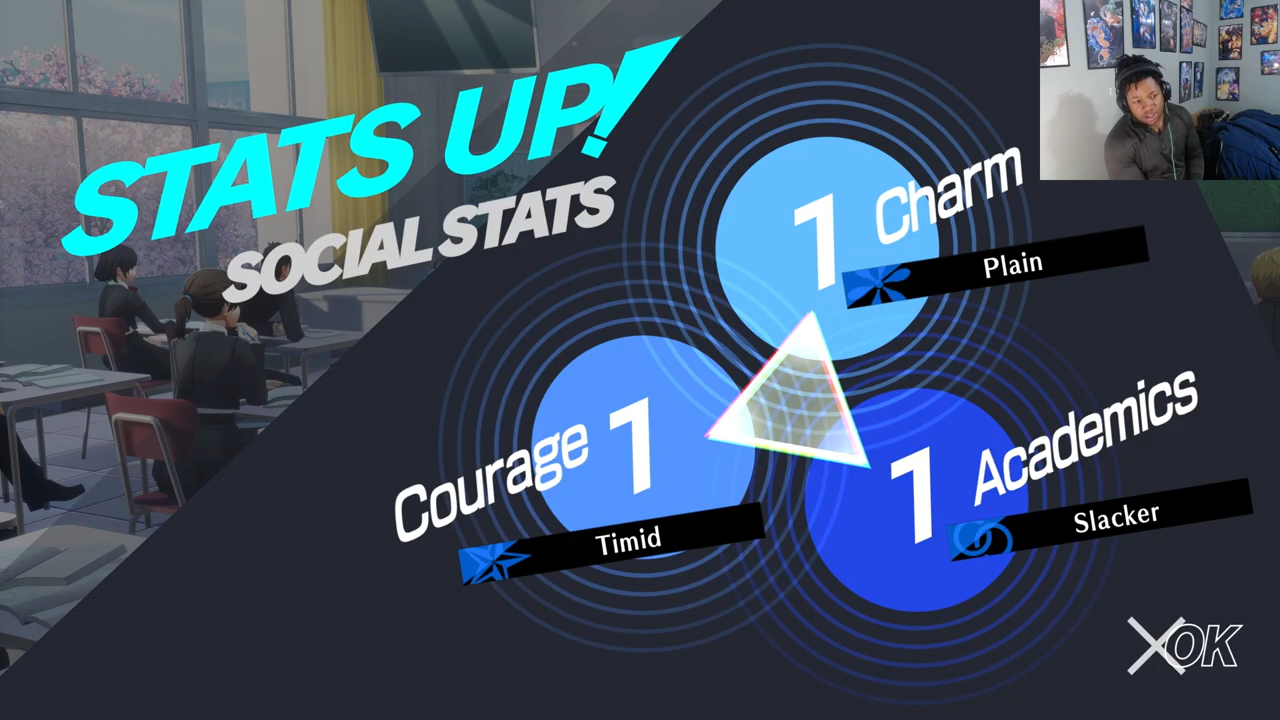 STATS UP!
SOCIAL STATS
1 Charm
Plain
Courage 1
Timid
1 Academics
Slacker
OK